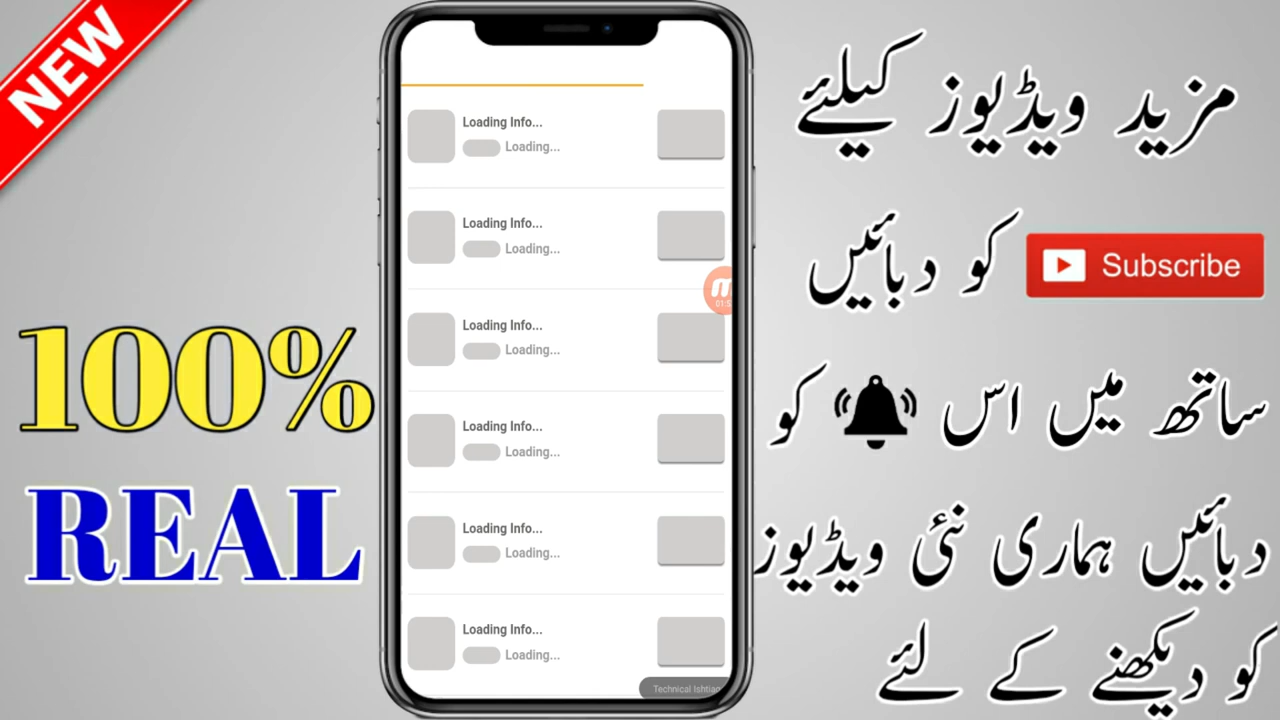 NEW
100%
REAL
Loading Info...
Loading...
Loading Info...
Loading...
Loading Info...
Loading...
Loading Info...
Loading...
Loading Info...
Loading...
Loading Info...
Loading...
01:5
Technical Ishtiaq
مزید ویڈیوز کیلئے
Subscribe کو دبائیں
ساتھ میں اس کو
دبائیں ہماری نئی ویڈیوز
کو دیکھنے کے لئے